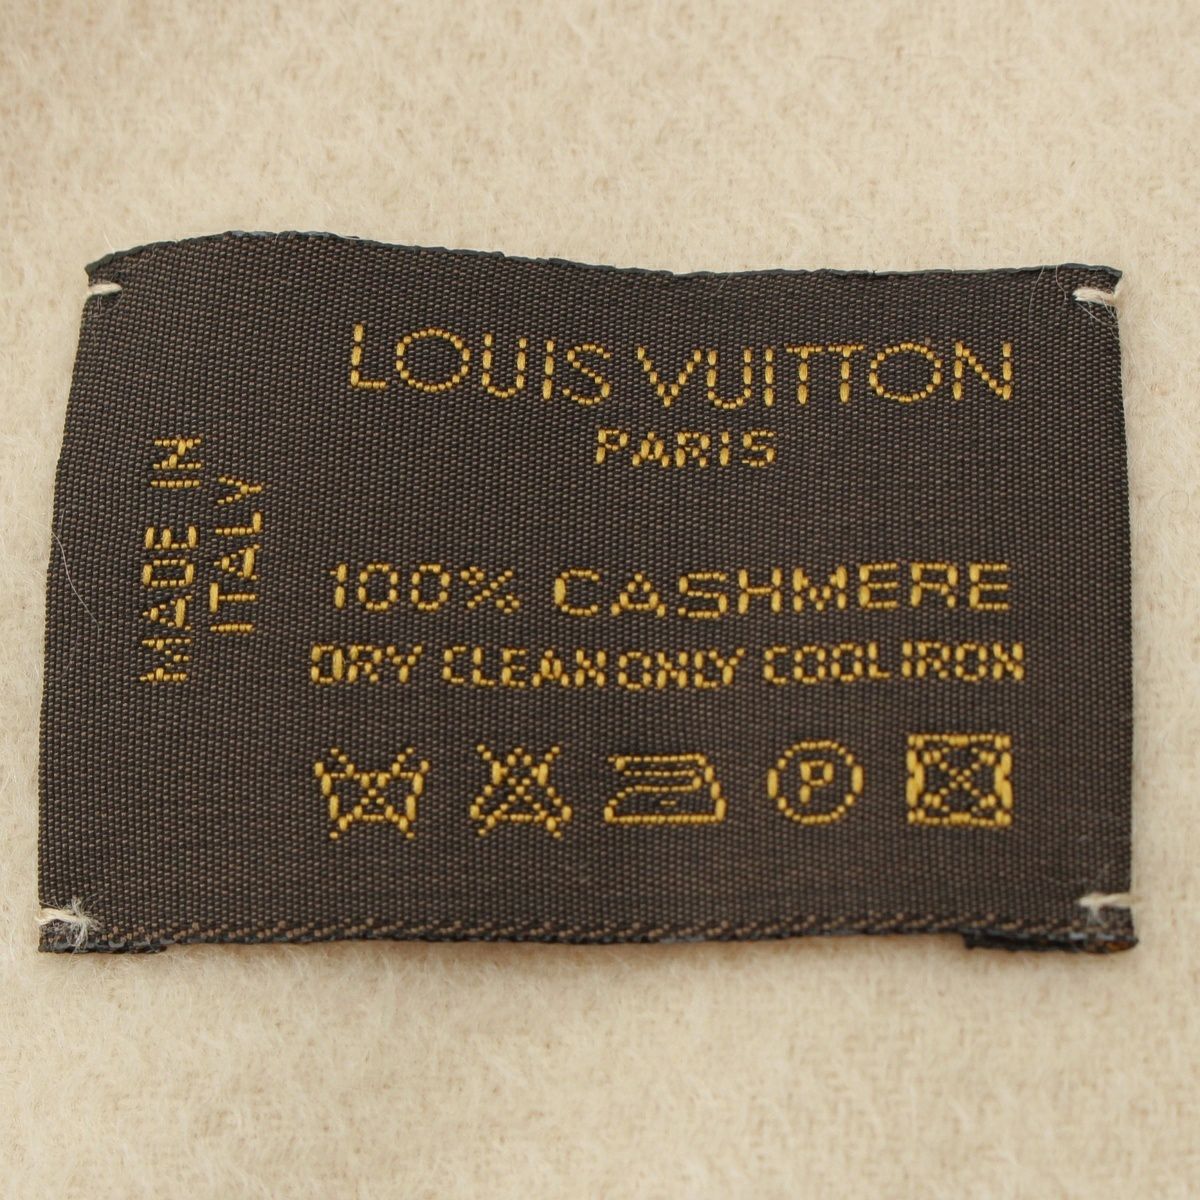 LOUIS VUITTON
PARIS
MADE IN
ITALY
100% CASHMERE
DRY CLEAN ONLY COOL IRON
P